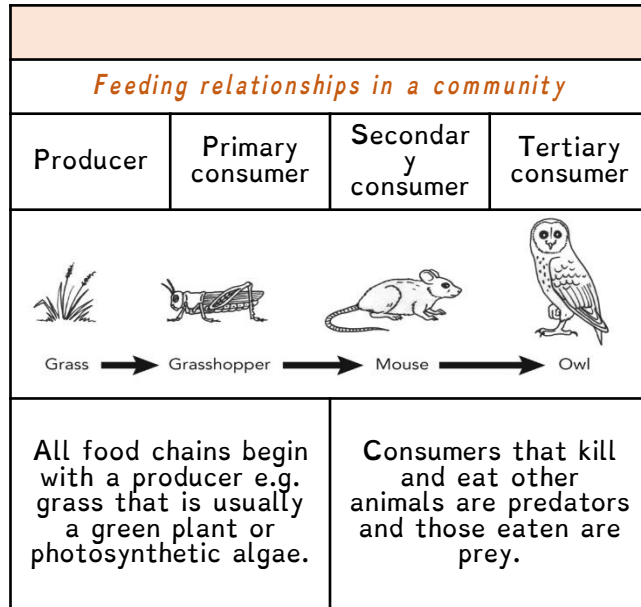 Feeding relationships in a community
Producer
Primary
consumer
Secondar
y
consumer
Tertiary
consumer
Grass
Grasshopper
Mouse
Owl
All food chains begin
with a producer e.g.
grass that is usually
a green plant or
photosynthetic algae.
Consumers that kill
and eat other
animals are predators
and those eaten are
prey.